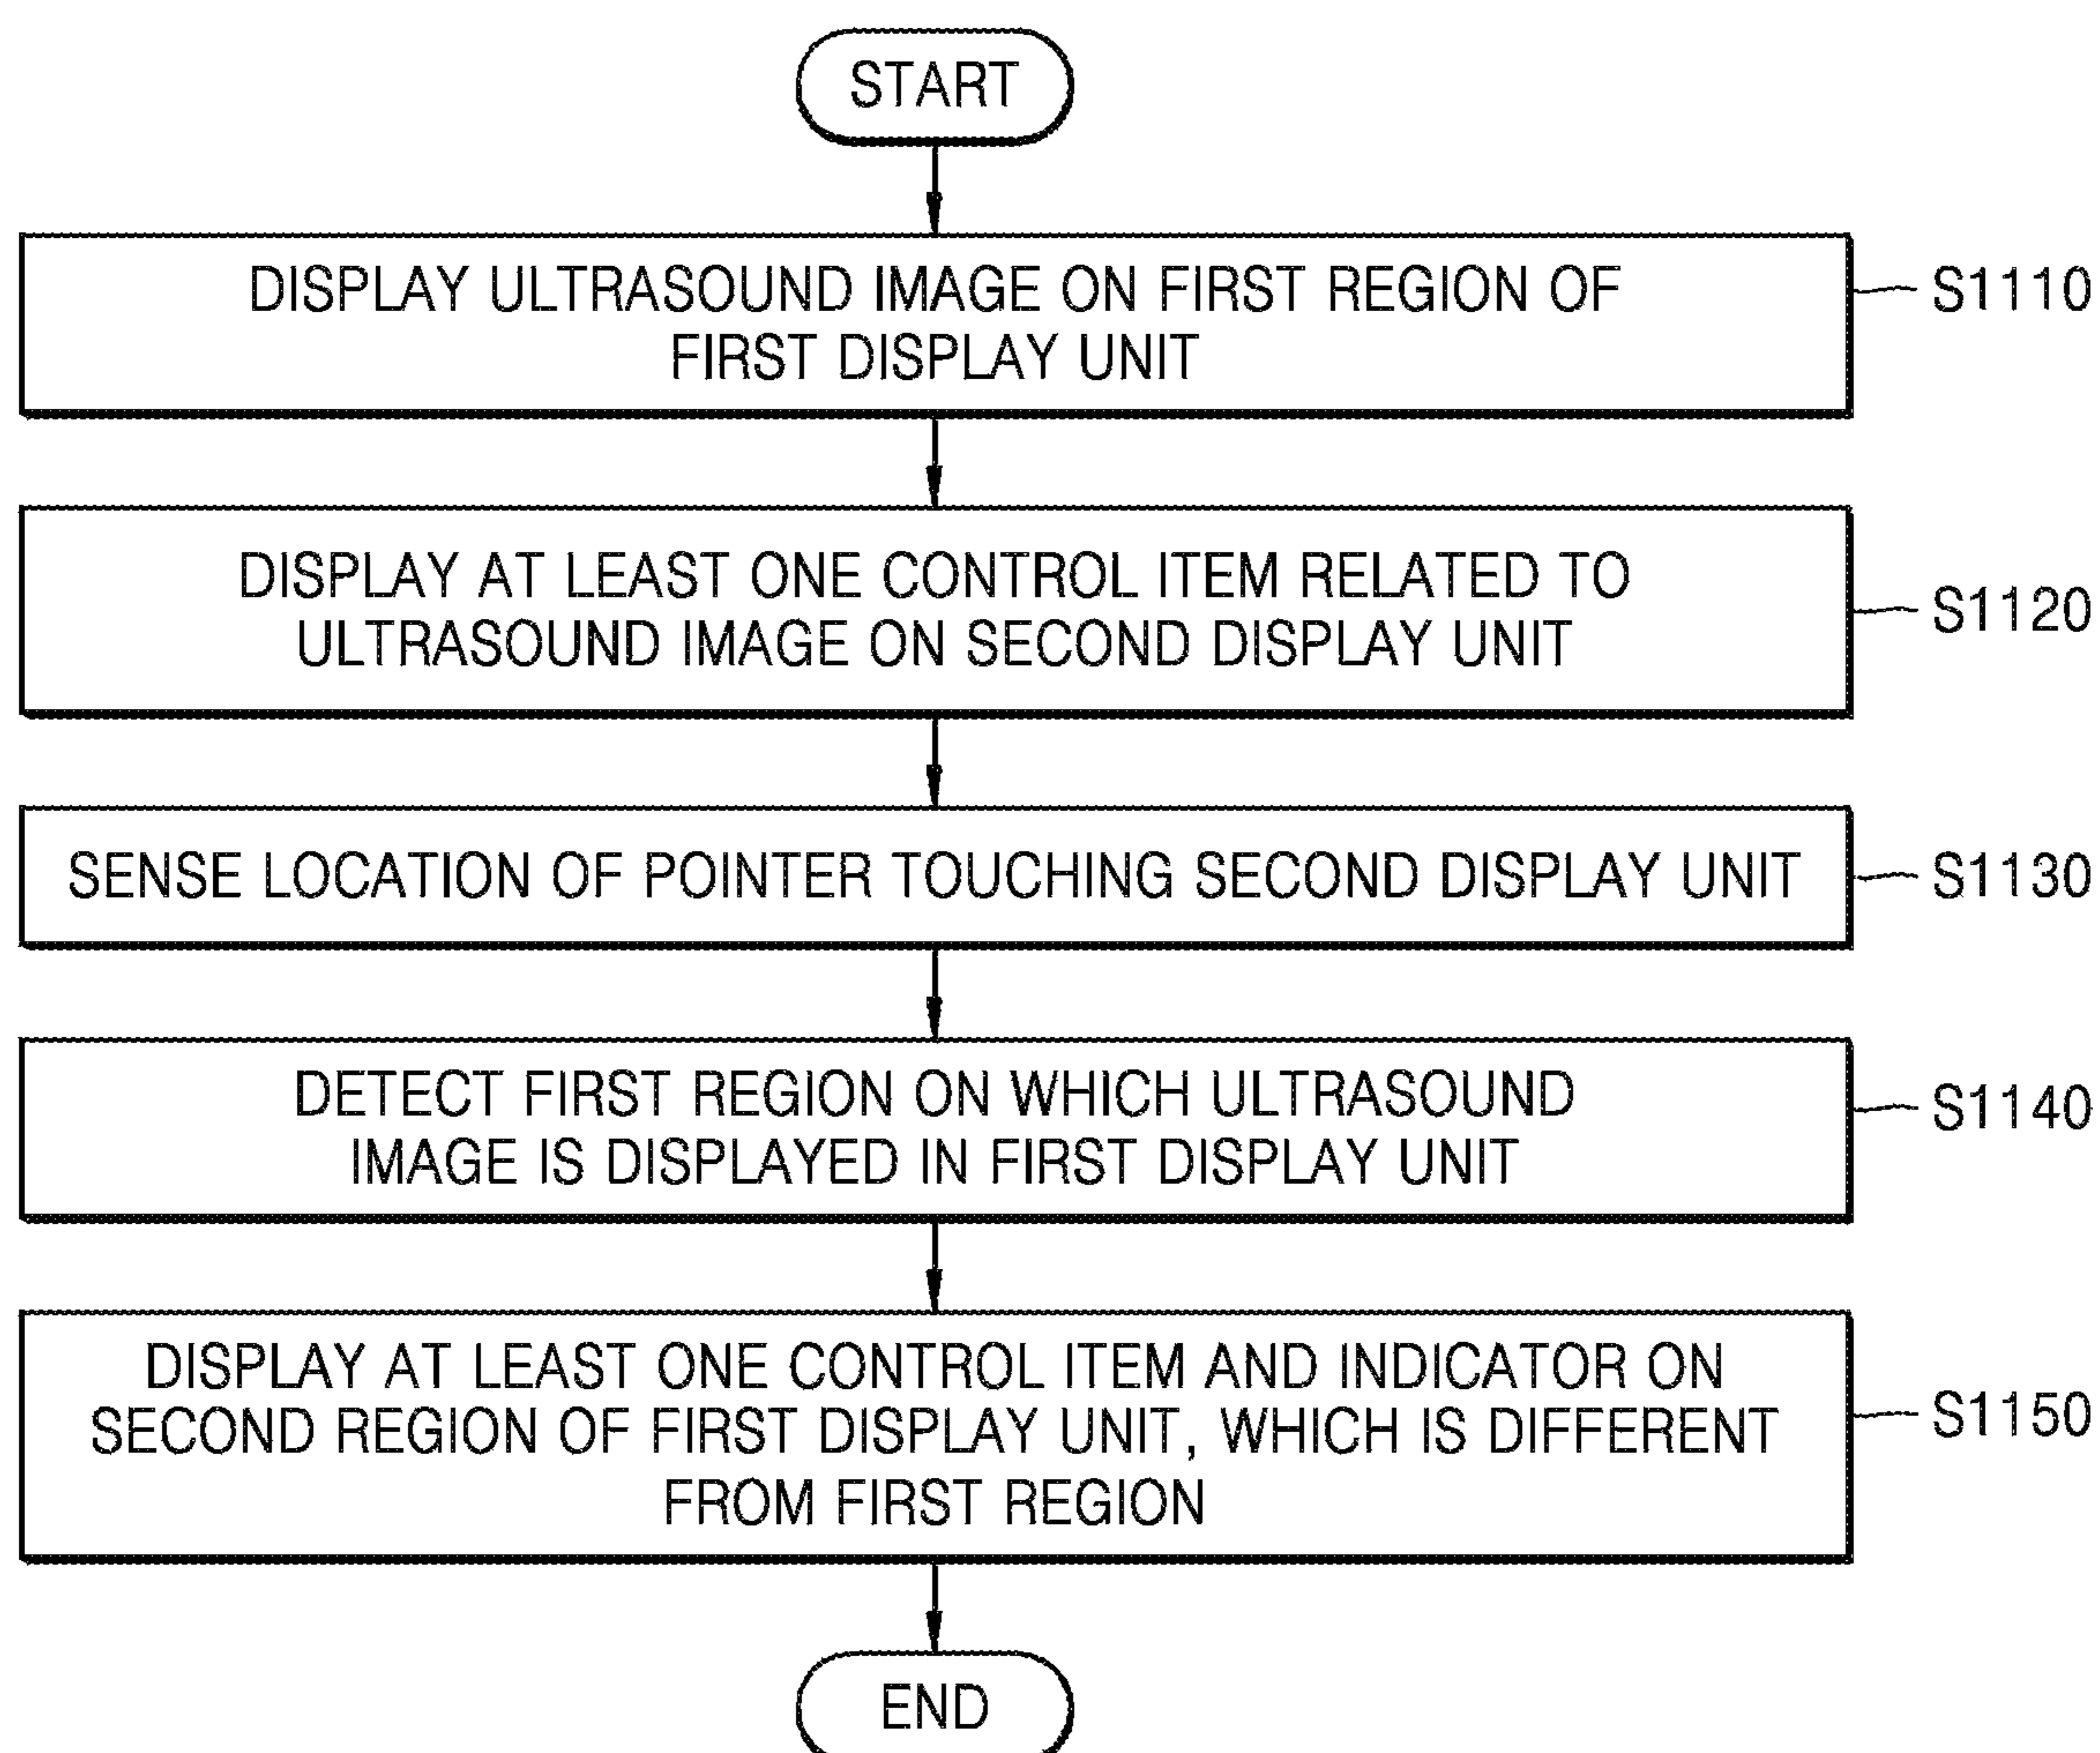 START
DISPLAY ULTRASOUND IMAGE ON FIRST REGION OF
FIRST DISPLAY UNIT
S1110
DISPLAY AT LEAST ONE CONTROL ITEM RELATED TO
ULTRASOUND IMAGE ON SECOND DISPLAY UNIT
S1120
SENSE LOCATION OF POINTER TOUCHING SECOND DISPLAY UNIT
S1130
DETECT FIRST REGION ON WHICH ULTRASOUND
IMAGE IS DISPLAYED IN FIRST DISPLAY UNIT
S1140
DISPLAY AT LEAST ONE CONTROL ITEM AND INDICATOR ON
SECOND REGION OF FIRST DISPLAY UNIT, WHICH IS DIFFERENT
FROM FIRST REGION
S1150
END